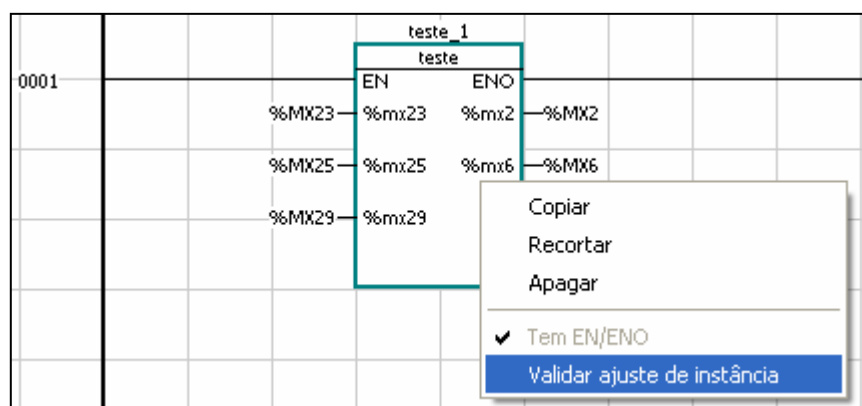 teste_1
teste
0001 EN ENO
%MX23 %mx23 %mx2 %MX2
%MX25 %mx25 %mx6 %MX6
%MX29 %mx29
Copiar
Recortar
Apagar
Tem EN/ENO
Validar ajuste de instância